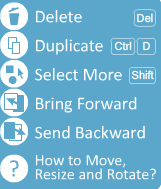 Delete Del
Duplicate Ctrl D
Select More Shift
Bring Forward
Send Backward
? How to Move,
Resize and Rotate?